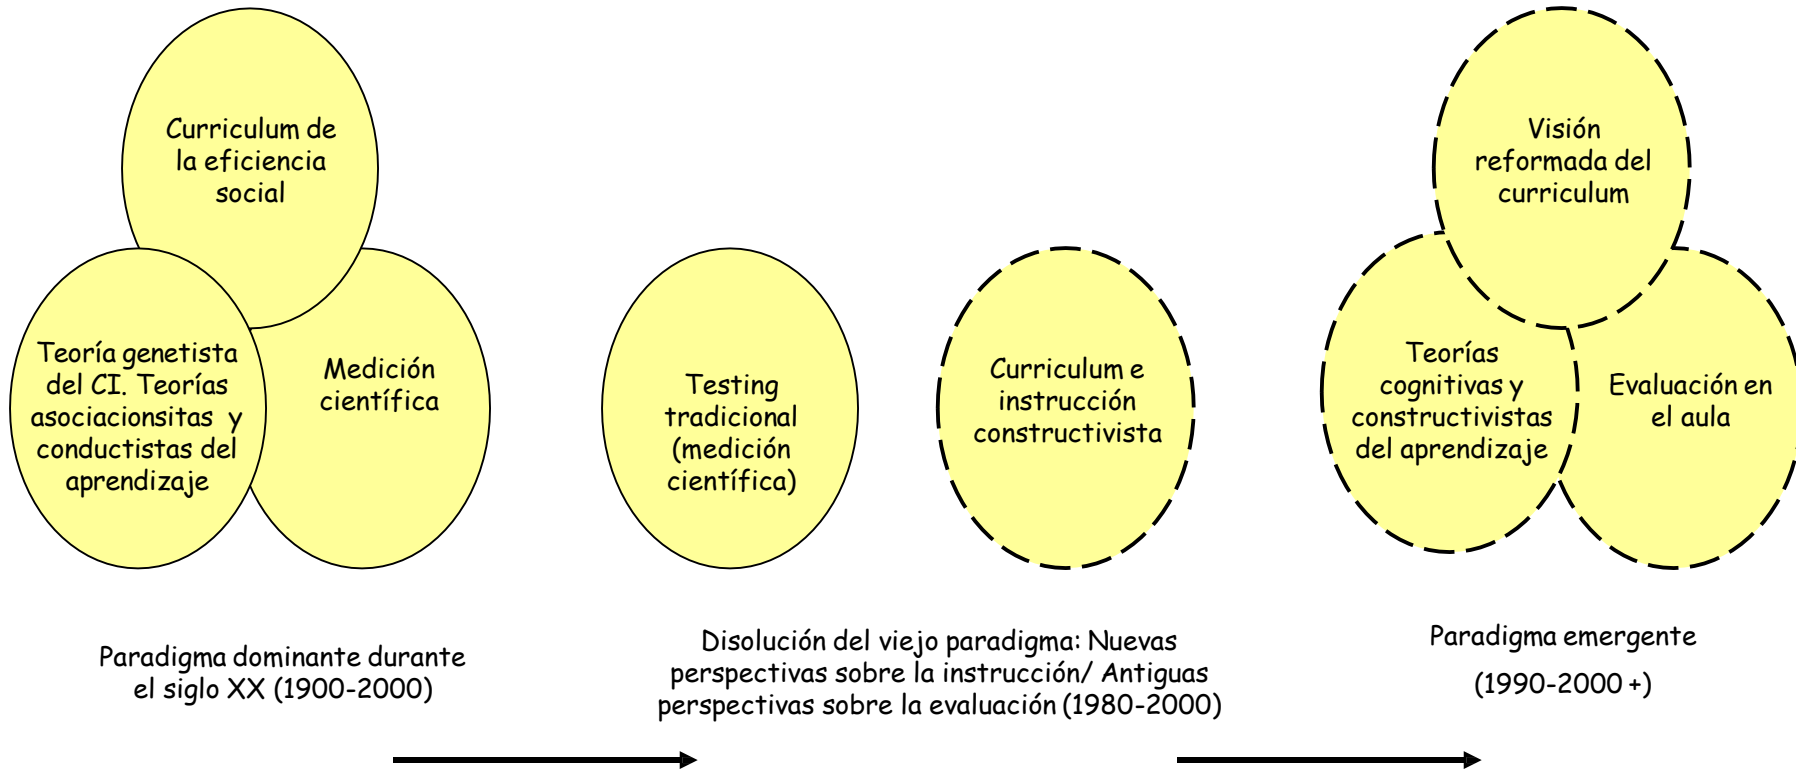 Curriculum de
la eficiencia
social
Teoría genetista
del CI. Teorías
asociacionsitas y
conductistas del
aprendizaje
Medición
científica
Testing
tradicional
(medición
científica)
Curriculum e
instrucción
constructivista
Visión
reformada del
curriculum
Teorías
cognitivas y
constructivistas
del aprendizaje
Evaluación en
el aula
Paradigma dominante durante
el siglo XX (1900-2000)
Disolución del viejo paradigma: Nuevas
perspectivas sobre la instrucción/ Antiguas
perspectivas sobre la evaluación (1980-2000)
Paradigma emergente
(1990-2000 +)